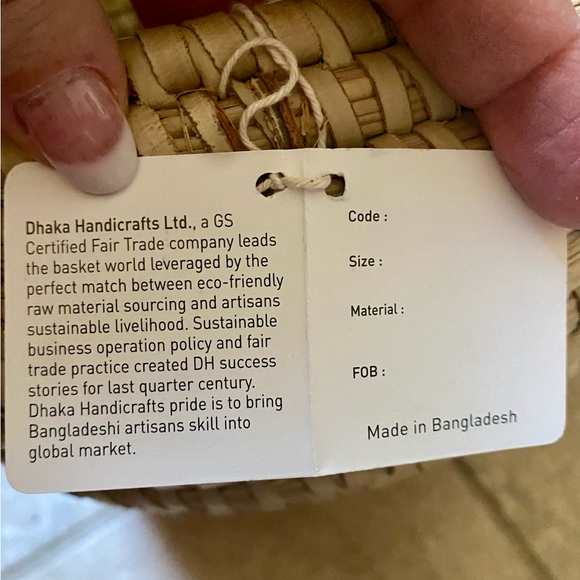 Dhaka Handicrafts Ltd., a GS
Certified Fair Trade company leads
the basket world leveraged by the
perfect match between eco-friendly
raw material sourcing and artisans
sustainable livelihood. Sustainable
business operation policy and fair
trade practice created DH success
stories for last quarter century.
Dhaka Handicrafts pride is to bring
Bangladeshi artisans skill into
global market.
Code :
Size :
Material :
FOB :
Made in Bangladesh